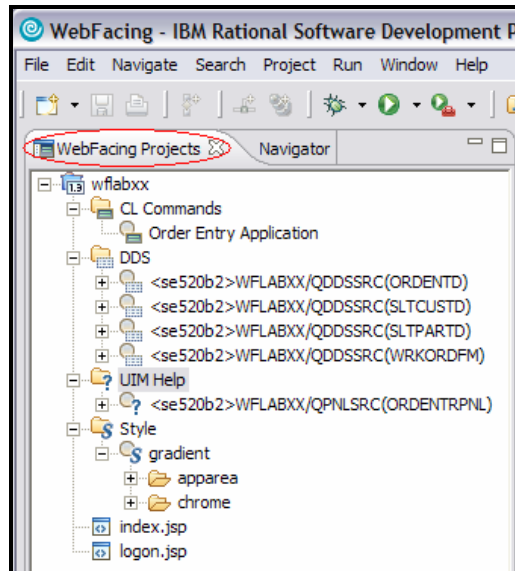 WebFacing - IBM Rational Software Development P
File Edit Navigate Search Project Run Window Help
WebFacing Projects Navigator
1.3 wflabxx
CL Commands
Order Entry Application
DDS
<se520b2>WFLABXX/QDDSSRC(ORDENTD)
<se520b2>WFLABXX/QDDSSRC(SLTCUSTD)
<se520b2>WFLABXX/QDDSSRC(SLTPARTD)
<se520b2>WFLABXX/QDDSSRC(WRKORDFM)
UIM Help
<se520b2>WFLABXX/QPNLSRC(ORDENTRPNL)
Style
gradient
apparea
chrome
index.jsp
logon.jsp